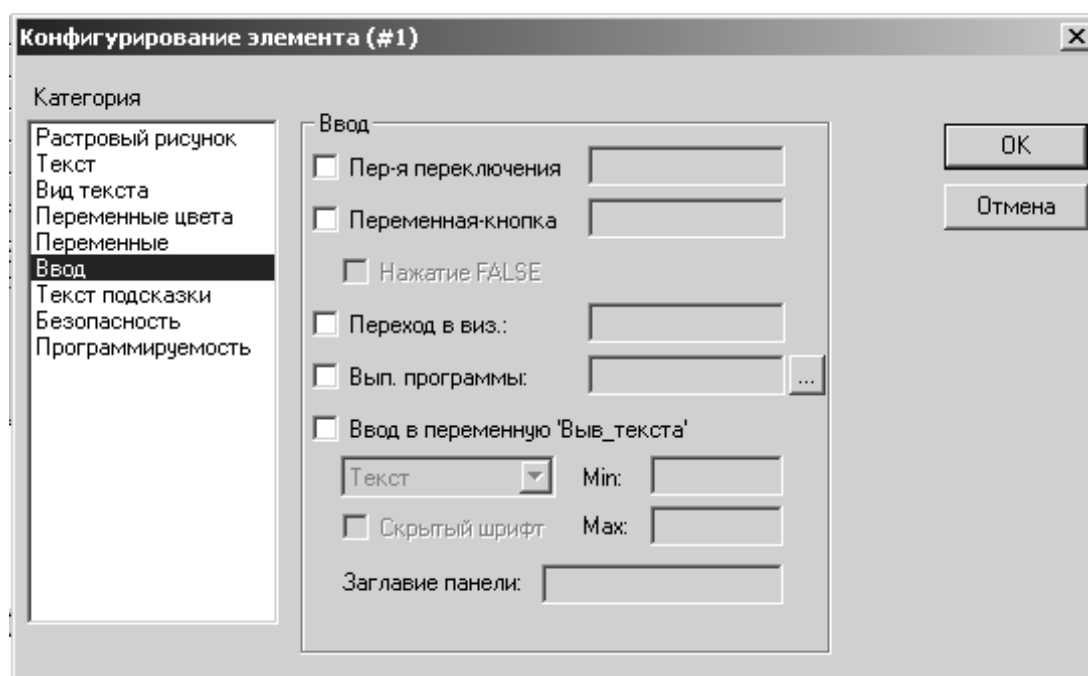 Конфигурирование элемента (#1)
Категория
Растровый рисунок
Текст
Вид текста
Переменные цвета
Переменные
Ввод
Текст подсказки
Безопасность
Программируемость
Ввод
Пер-я переключения
Переменная-кнопка
Нажатие FALSE
Переход в виз.:
Вып. программы:
...
Ввод в переменную 'Выв_текста'
Текст
Min:
Скрытый шрифт
Max:
Заглавие панели:
OK
Отмена